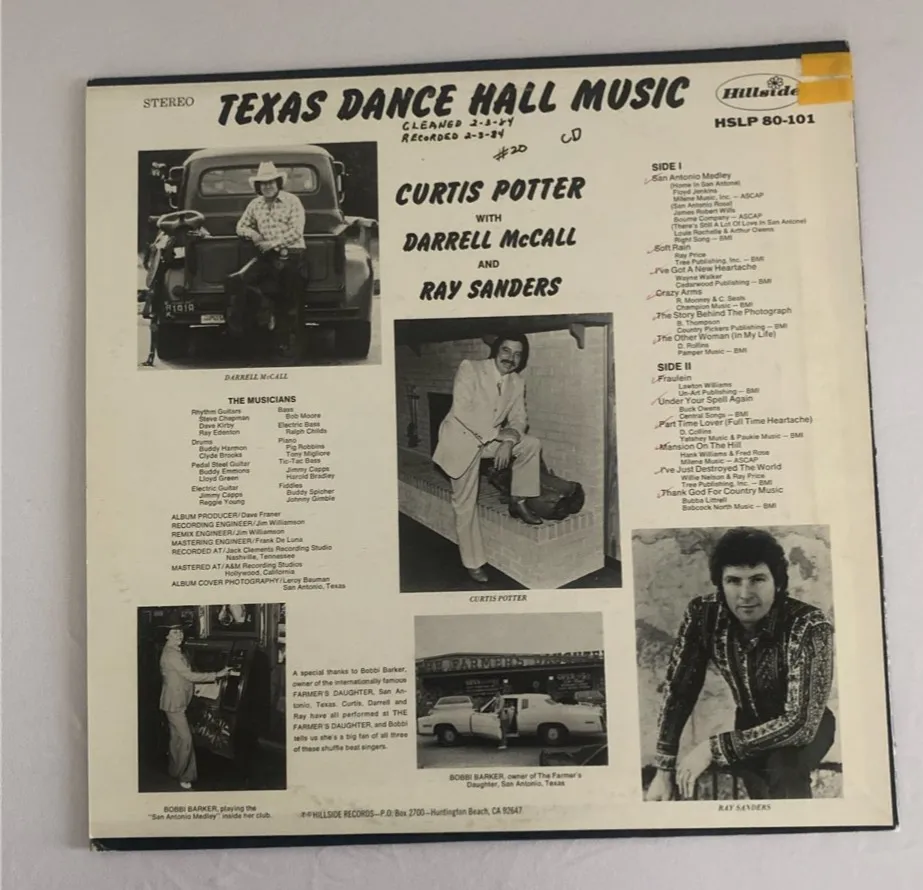 STEREO
TEXAS DANCE HALL MUSIC
Hillside
HSLP 80-101
CLEANED 2-3-84
RECORDED 2-3-84
#20
CD
CURTIS POTTER
WITH
DARRELL McCALL
AND
RAY SANDERS
DARRELL McCALL
THE MUSICIANS
Rhythm Guitars
Steve Chapman
Dave Kirby
Ray Edenton
Drums
Buddy Harmon
Clyde Brooks
Pedal Steel Guitar
Buddy Emmons
Lloyd Green
Electric Guitar
Jimmy Capps
Reggie Young
Bass
Bob Moore
Electric Bass
Ralph Childs
Piano
Pig Robbins
Tony Migliore
Tic-Tac Bass
Jimmy Capps
Harold Bradley
Fiddles
Buddy Spicher
Johnny Gimble
ALBUM PRODUCER/Dave Franer
RECORDING ENGINEER/Jim Williamson
REMIX ENGINEER/Jim Williamson
MASTERING ENGINEER/Frank De Luna
RECORDED AT/Jack Clements Recording Studio
Nashville, Tennessee
MASTERED AT/A&M Recording Studios
Hollywood, California
ALBUM COVER PHOTOGRAPHY/Leroy Bauman
San Antonio, Texas
CURTIS POTTER
SIDE I
San Antonio Medley
(Home In San Antone)
Floyd Jenkins
Milene Music, Inc. — ASCAP
(San Antonio Rose)
James Robert Wills
Bourne Company — ASCAP
(There's Still A Lot Of Love In San Antone)
Louie Rochelle & Arthur Owens
Right Song — BMI
Soft Rain
Ray Price
Tree Publishing, Inc. — BMI
I've Got A New Heartache
Wayne Walker
Cedarwood Publishing — BMI
Crazy Arms
R. Mooney & C. Seals
Champion Music — BMI
The Story Behind The Photograph
B. Thompson
Country Pickers Publishing — BMI
The Other Woman (In My Life)
D. Rollins
Pamper Music — BMI
SIDE II
Fraulein
Lawton Williams
Un-Art Publishing — BMI
Under Your Spell Again
Buck Owens
Central Songs — BMI
Part Time Lover (Full Time Heartache)
D. Collins
Yatahey Music & Paukie Music — BMI
Mansion On The Hill
Hank Williams & Fred Rose
Milene Music — ASCAP
I've Just Destroyed The World
Willie Nelson & Ray Price
Tree Publishing, Inc. — BMI
Thank God For Country Music
Bubba Littrell
Babcock North Music — BMI
A special thanks to Bobbi Barker,
owner of the internationally famous
FARMER'S DAUGHTER, San An-
tonio, Texas. Curtis, Darrell and
Ray have all performed at THE
FARMER'S DAUGHTER, and Bobbi
tells us she's a big fan of all three
of these shuffle beat singers.
THE FARMERS DAUGHTER
BOBBI BARKER, owner of The Farmer's
Daughter, San Antonio, Texas
BOBBI BARKER, playing the
"San Antonio Medley" inside her club.
HILLSIDE RECORDS—P.O. Box 2700—Huntington Beach, CA 92647
RAY SANDERS